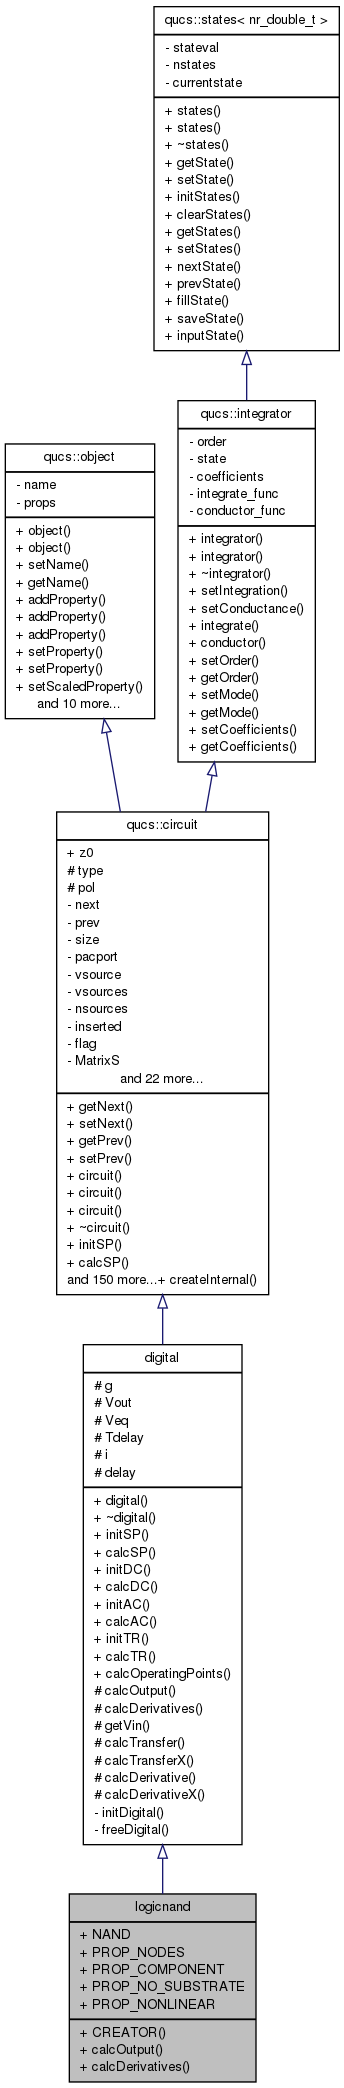 qucs::states< nr_double_t >
- stateval
- nstates
- currentstate
+ states()
+ states()
+ ~states()
+ getState()
+ setState()
+ initStates()
+ clearStates()
+ getStates()
+ setStates()
+ nextState()
+ prevState()
+ fillState()
+ saveState()
+ inputState()
qucs::integrator
- order
- state
- coefficients
- integrate_func
- conductor_func
+ integrator()
+ integrator()
+ ~integrator()
+ setIntegration()
+ setConductance()
+ integrate()
+ conductor()
+ setOrder()
+ getOrder()
+ setMode()
+ getMode()
+ setCoefficients()
+ getCoefficients()
qucs::object
- name
- props
+ object()
+ object()
+ setName()
+ getName()
+ addProperty()
+ addProperty()
+ addProperty()
+ setProperty()
+ setProperty()
+ setScaledProperty()
and 10 more...
qucs::circuit
+ z0
# type
# pol
- next
- prev
- size
- pacport
- vsource
- vsources
- nsources
- inserted
- flag
- MatrixS
and 22 more...
+ getNext()
+ setNext()
+ getPrev()
+ setPrev()
+ circuit()
+ circuit()
+ circuit()
+ ~circuit()
+ initSP()
+ calcSP()
and 150 more...+ createInternal()
digital
# g
# Vout
# Veq
# Tdelay
# i
# delay
+ digital()
+ ~digital()
+ initSP()
+ calcSP()
+ initDC()
+ calcDC()
+ initAC()
+ calcAC()
+ initTR()
+ calcTR()
+ calcOperatingPoints()
# calcOutput()
# calcDerivatives()
# getVin()
# calcTransfer()
# calcTransferX()
# calcDerivative()
# calcDerivativeX()
- initDigital()
- freeDigital()
logicnand
+ NAND
+ PROP_NODES
+ PROP_COMPONENT
+ PROP_NO_SUBSTRATE
+ PROP_NONLINEAR
+ CREATOR()
+ calcOutput()
+ calcDerivatives()